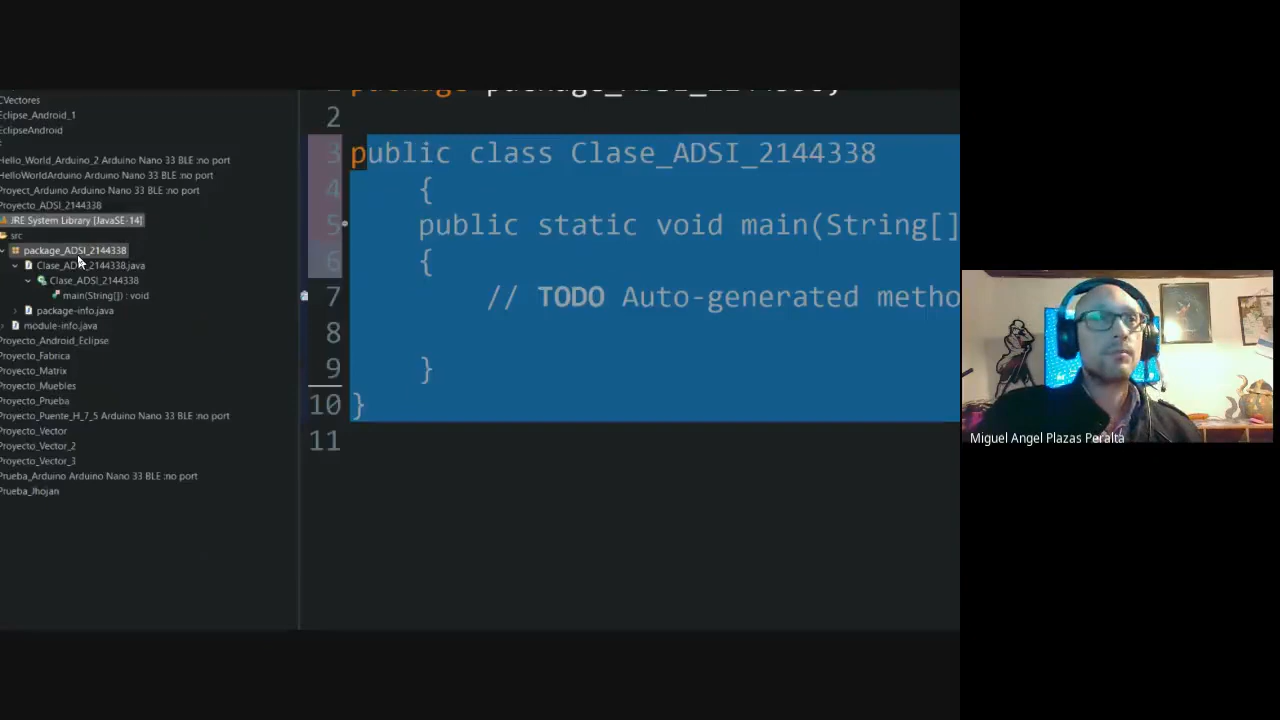 CVectores
Eclipse_Android_1
EclipseAndroid
Hello_World_Arduino_2 Arduino Nano 33 BLE :no port
HelloWorldArduino Arduino Nano 33 BLE :no port
Proyect_Arduino Arduino Nano 33 BLE :no port
Proyecto_ADSI_2144338
JRE System Library [JavaSE-14]
src
package_ADSI_2144338
Clase_ADSI_2144338.java
Clase_ADSI_2144338
main(String[]) : void
package-info.java
module-info.java
Proyecto_Android_Eclipse
Proyecto_Fabrica
Proyecto_Matrix
Proyecto_Muebles
Proyecto_Prueba
Proyecto_Puente_H_7_5 Arduino Nano 33 BLE :no port
Proyecto_Vector
Proyecto_Vector_2
Proyecto_Vector_3
Prueba_Arduino Arduino Nano 33 BLE :no port
Prueba_Jhojan
2
3 public class Clase_ADSI_2144338
4 {
5 public static void main(String[]
6 {
7 // TODO Auto-generated metho
8
9 }
10 }
11
Miguel Angel Plazas Peralta